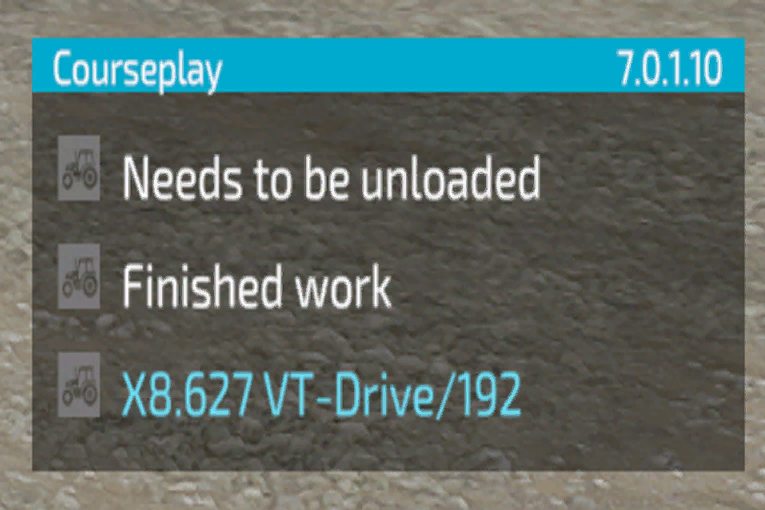 Courseplay 7.0.1.10
Needs to be unloaded
Finished work
X8.627 VT-Drive/192